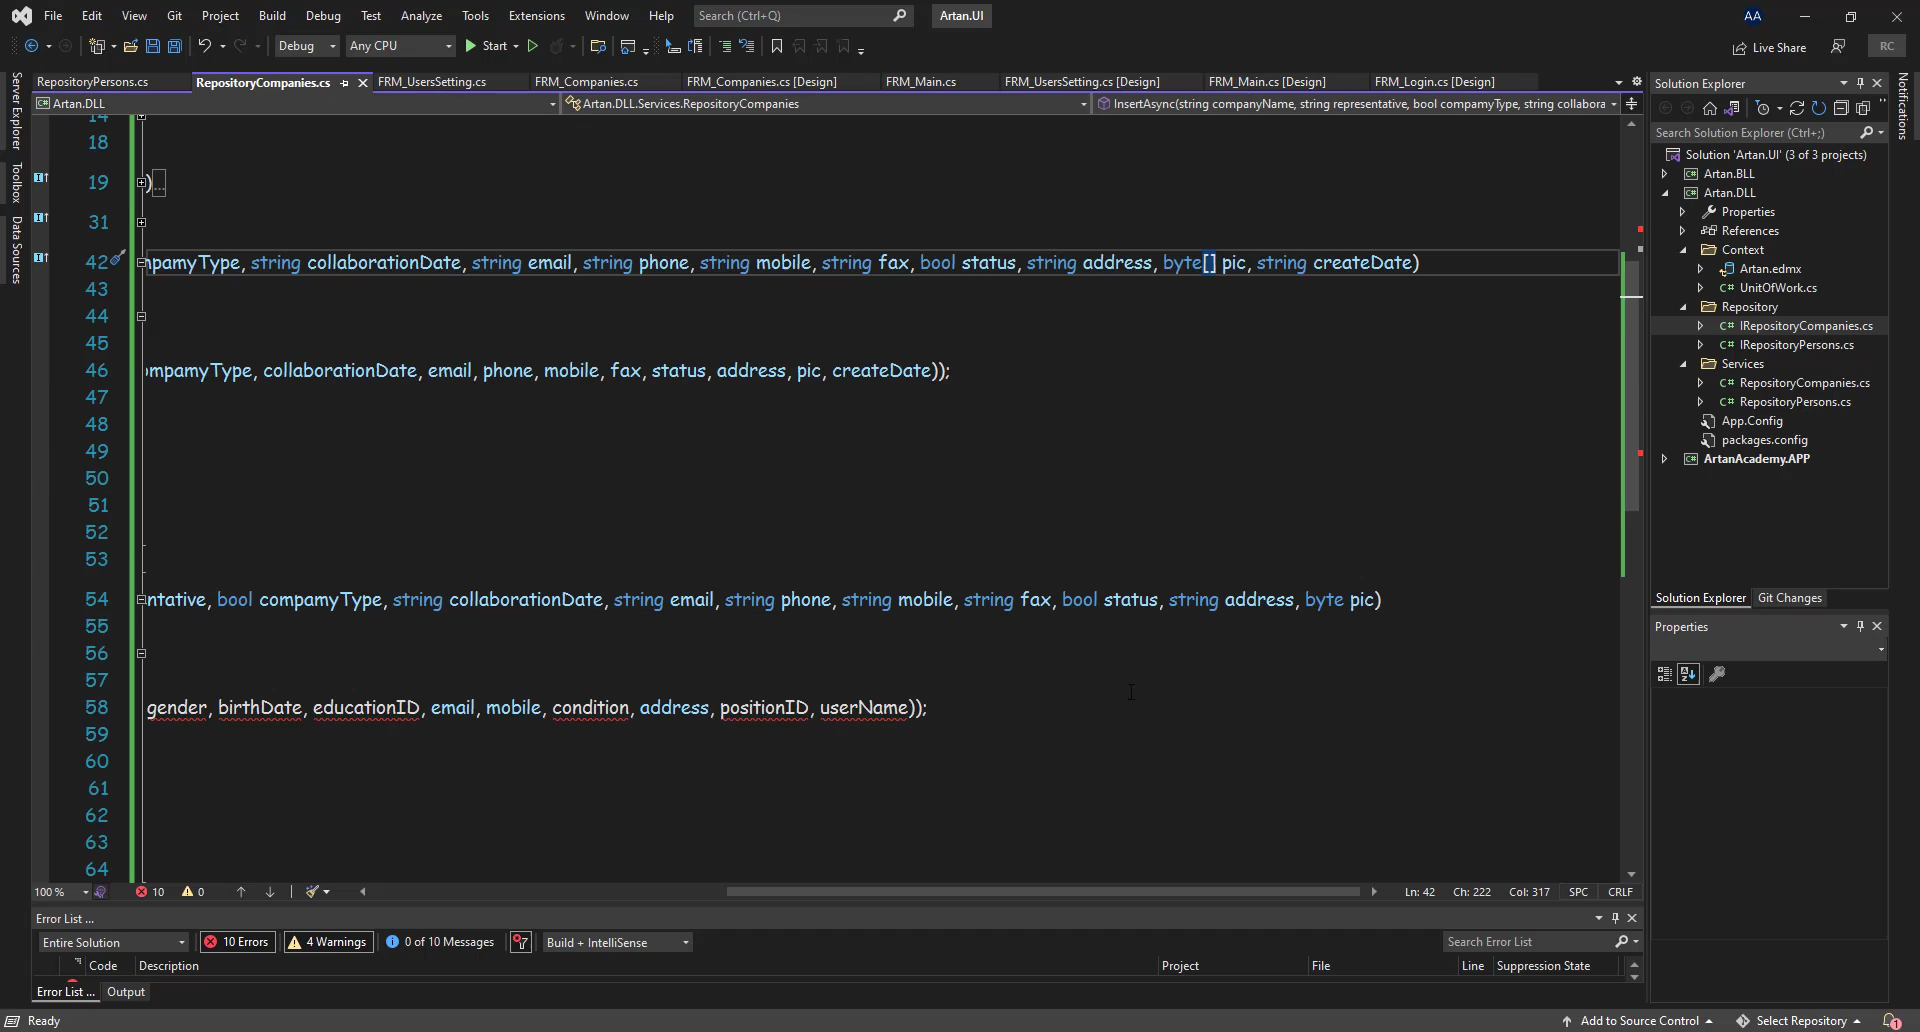 File Edit View Git Project Build Debug Test Analyze Tools Extensions Window Help Search (Ctrl+Q) Artan.UI AA
Debug Any CPU Start Live Share RC
RepositoryPersons.cs RepositoryCompanies.cs FRM_UsersSetting.cs FRM_Companies.cs FRM_Companies.cs [Design] FRM_Main.cs FRM_UsersSetting.cs [Design] FRM_Main.cs [Design] FRM_Login.cs [Design]
Artan.DLL Artan.DLL.Services.RepositoryCompanies InsertAsync(string companyName, string representative, bool compamyType, string collabora
Server Explorer
Toolbox
Data Sources
14
18
19 )...
31
42 npamyType, string collaborationDate, string email, string phone, string mobile, string fax, bool status, string address, byte[] pic, string createDate)
43
44
45
46 ompamyType, collaborationDate, email, phone, mobile, fax, status, address, pic, createDate));
47
48
49
50
51
52
53
54 ntative, bool compamyType, string collaborationDate, string email, string phone, string mobile, string fax, bool status, string address, byte pic)
55
56
57
58 gender, birthDate, educationID, email, mobile, condition, address, positionID, userName));
59
60
61
62
63
64
100 % 10 0 Ln: 42 Ch: 222 Col: 317 SPC CRLF
Error List ...
Entire Solution 10 Errors 4 Warnings 0 of 10 Messages Build + IntelliSense Search Error List
Code Description Project File Line Suppression State
Error List ... Output
Ready Add to Source Control Select Repository 1
Solution Explorer
Search Solution Explorer (Ctrl+;)
Solution 'Artan.UI' (3 of 3 projects)
C# Artan.BLL
C# Artan.DLL
Properties
References
Context
Artan.edmx
C# UnitOfWork.cs
Repository
C# IRepositoryCompanies.cs
C# IRepositoryPersons.cs
Services
C# RepositoryCompanies.cs
C# RepositoryPersons.cs
App.Config
packages.config
C# ArtanAcademy.APP
Solution Explorer Git Changes
Properties
Notifications